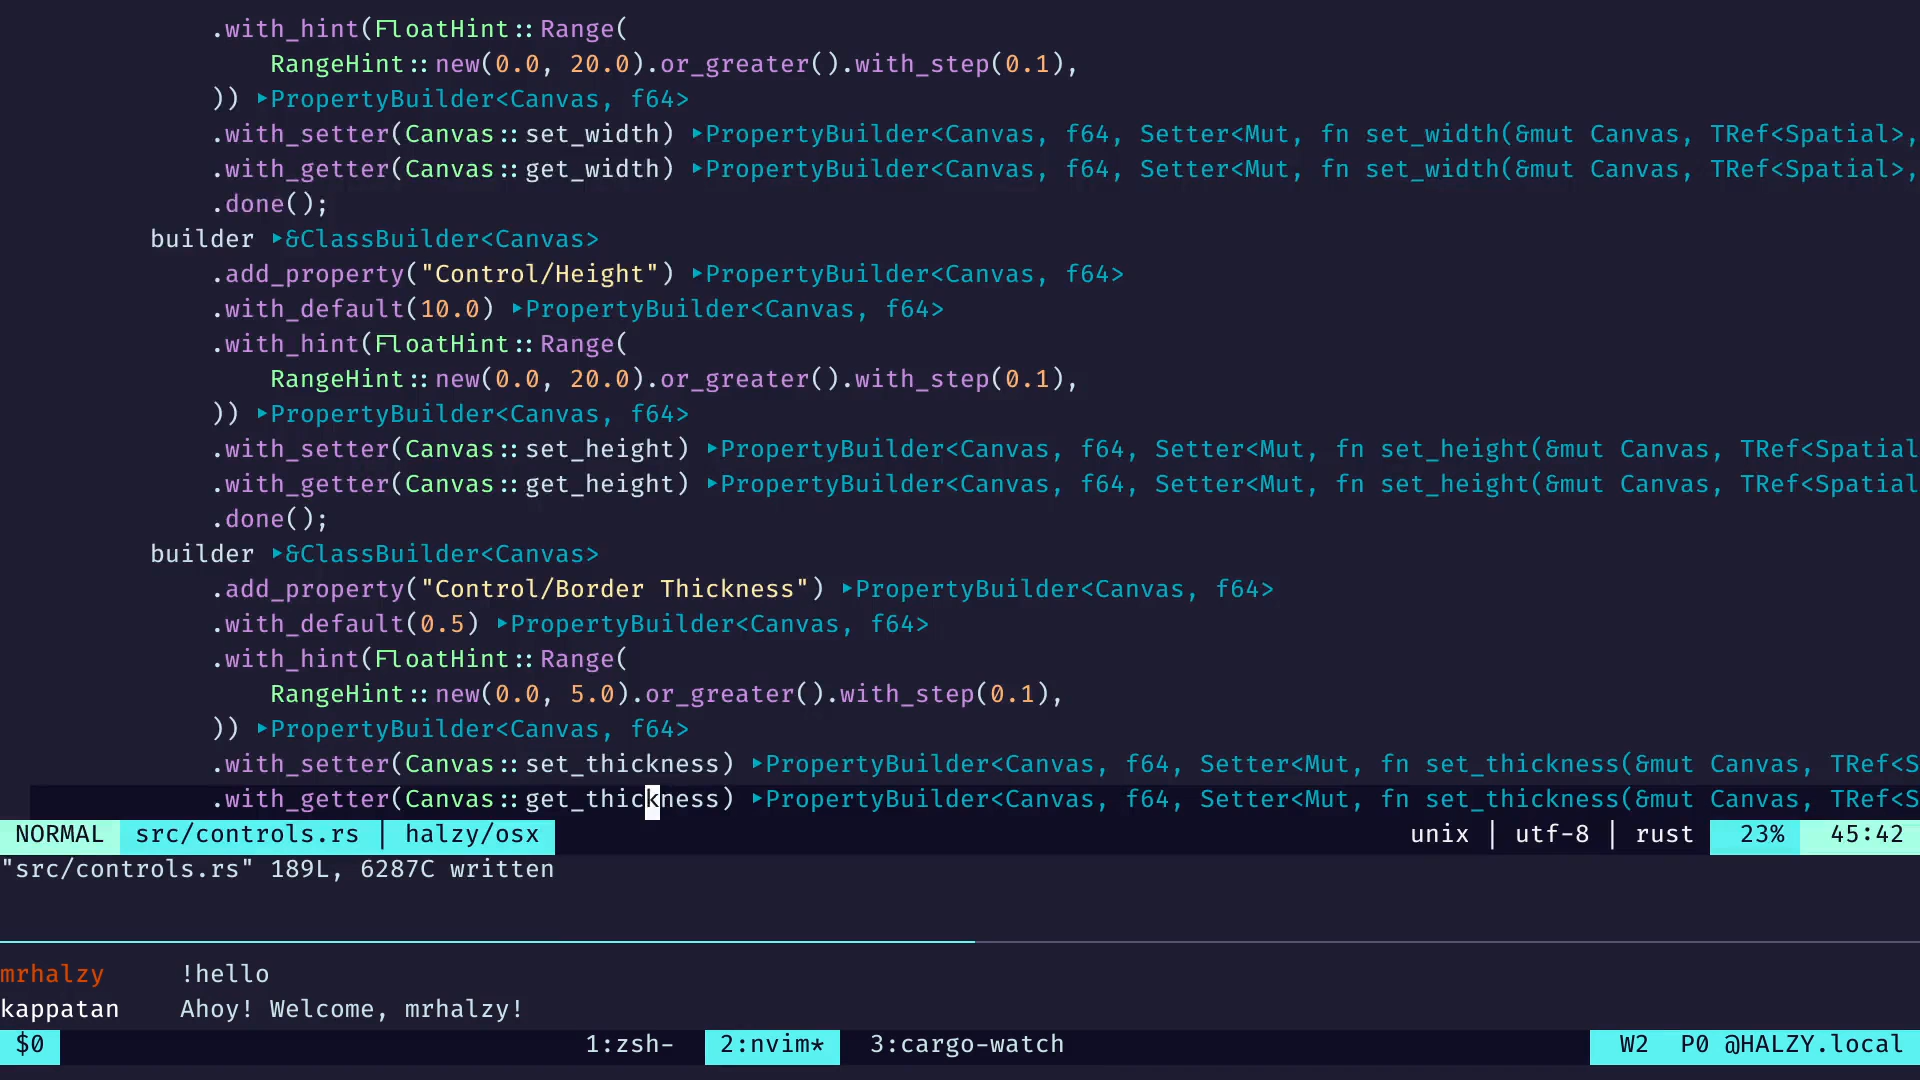 .with_hint(FloatHint::Range(
RangeHint::new(0.0, 20.0).or_greater().with_step(0.1),
)) ▸PropertyBuilder<Canvas, f64>
.with_setter(Canvas::set_width) ▸PropertyBuilder<Canvas, f64, Setter<Mut, fn set_width(&mut Canvas, TRef<Spatial>,
.with_getter(Canvas::get_width) ▸PropertyBuilder<Canvas, f64, Setter<Mut, fn set_width(&mut Canvas, TRef<Spatial>,
.done();
builder ▸&ClassBuilder<Canvas>
.add_property("Control/Height") ▸PropertyBuilder<Canvas, f64>
.with_default(10.0) ▸PropertyBuilder<Canvas, f64>
.with_hint(FloatHint::Range(
RangeHint::new(0.0, 20.0).or_greater().with_step(0.1),
)) ▸PropertyBuilder<Canvas, f64>
.with_setter(Canvas::set_height) ▸PropertyBuilder<Canvas, f64, Setter<Mut, fn set_height(&mut Canvas, TRef<Spatial
.with_getter(Canvas::get_height) ▸PropertyBuilder<Canvas, f64, Setter<Mut, fn set_height(&mut Canvas, TRef<Spatial
.done();
builder ▸&ClassBuilder<Canvas>
.add_property("Control/Border Thickness") ▸PropertyBuilder<Canvas, f64>
.with_default(0.5) ▸PropertyBuilder<Canvas, f64>
.with_hint(FloatHint::Range(
RangeHint::new(0.0, 5.0).or_greater().with_step(0.1),
)) ▸PropertyBuilder<Canvas, f64>
.with_setter(Canvas::set_thickness) ▸PropertyBuilder<Canvas, f64, Setter<Mut, fn set_thickness(&mut Canvas, TRef<S
.with_getter(Canvas::get_thickness) ▸PropertyBuilder<Canvas, f64, Setter<Mut, fn set_thickness(&mut Canvas, TRef<S
NORMAL src/controls.rs | halzy/osx unix | utf-8 | rust 23% 45:42
"src/controls.rs" 189L, 6287C written
mrhalzy !hello
kappatan Ahoy! Welcome, mrhalzy!
$0 1:zsh- 2:nvim* 3:cargo-watch W2 P0 @HALZY.local